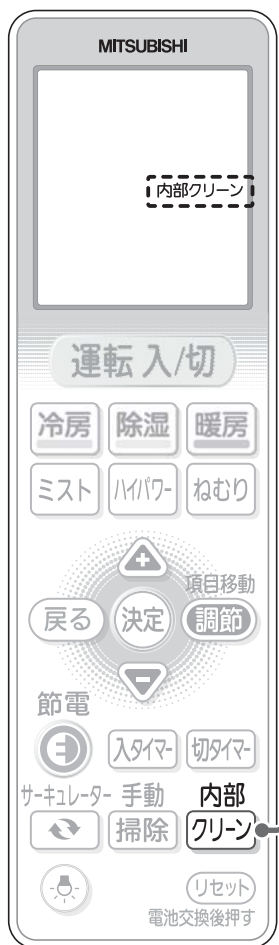 MITSUBISHI
内部クリーン
運転 入/切
冷房 除湿 暖房
ミスト ハイパワー ねむり
項目移動
戻る 決定 調節
節電
入タイマー 切タイマー
サーキュレーター 手動 内部
掃除 クリーン
リセット
電池交換後押す